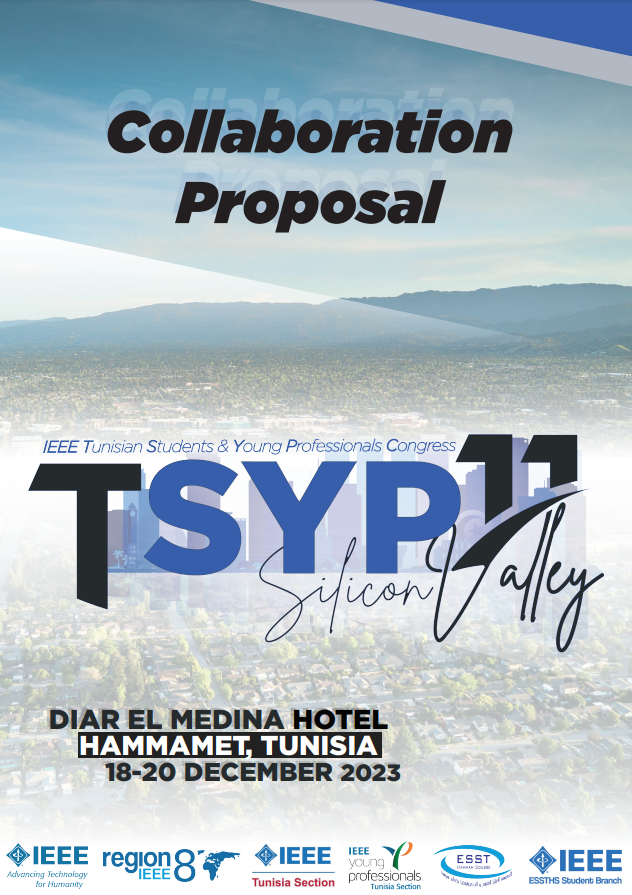 Collaboration
Proposal
IEEE Tunisian Students & Young Professionals Congress
TSYP11
Silicon Valley
DIAR EL MEDINA HOTEL
HAMMAMET, TUNISIA
18-20 DECEMBER 2023
IEEE
Advancing Technology
for Humanity
region 8
IEEE
IEEE
Tunisia Section
IEEE
young
professionals
Tunisia Section
ESST
IEEE
ESSTHS Student Branch